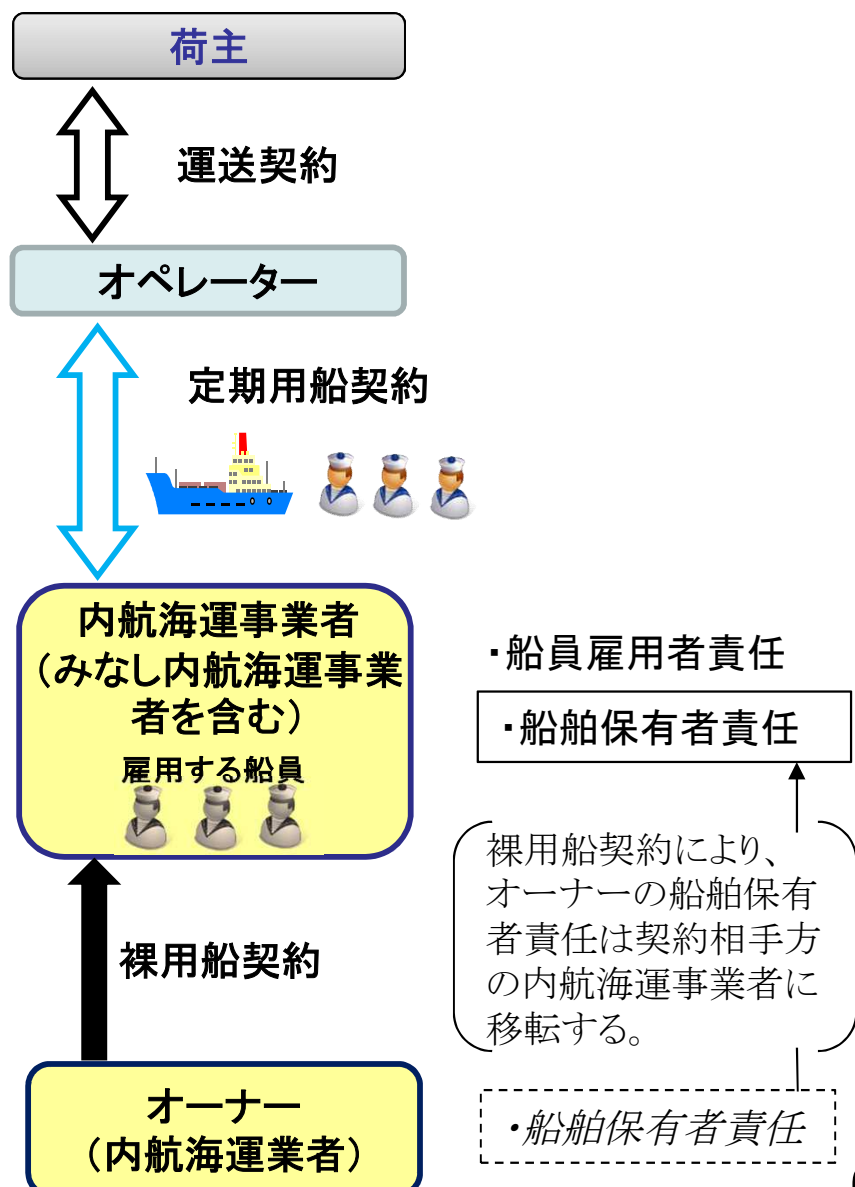 荷主
運送契約
オペレーター
定期用船契約
内航海運事業者
（みなし内航海運事業
者を含む）
雇用する船員
・船員雇用者責任
・船舶保有者責任
裸用船契約により、
オーナーの船舶保有
者責任は契約相手方
の内航海運事業者に
移転する。
裸用船契約
オーナー
（内航海運業者）
・船舶保有者責任